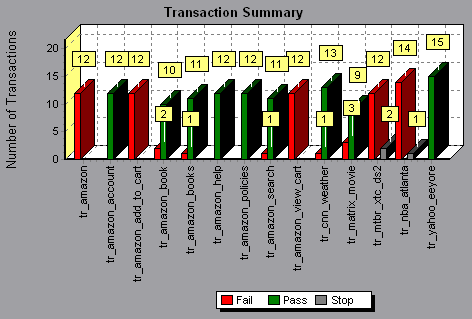 Transaction Summary
Number of Transactions
20
15
10
5
0
12
12
12
10
2
11
1
12
12
11
1
12
13
1
9
3
12
2
14
1
15
tr_amazon
tr_amazon_account
tr_amazon_add_to_cart
tr_amazon_book
tr_amazon_books
tr_amazon_help
tr_amazon_policies
tr_amazon_search
tr_amazon_view_cart
tr_cnn_weather
tr_matrix_movie
tr_mtbr_xtc_ds2
tr_nba_atlanta
tr_yahoo_eeyore
Fail Pass Stop